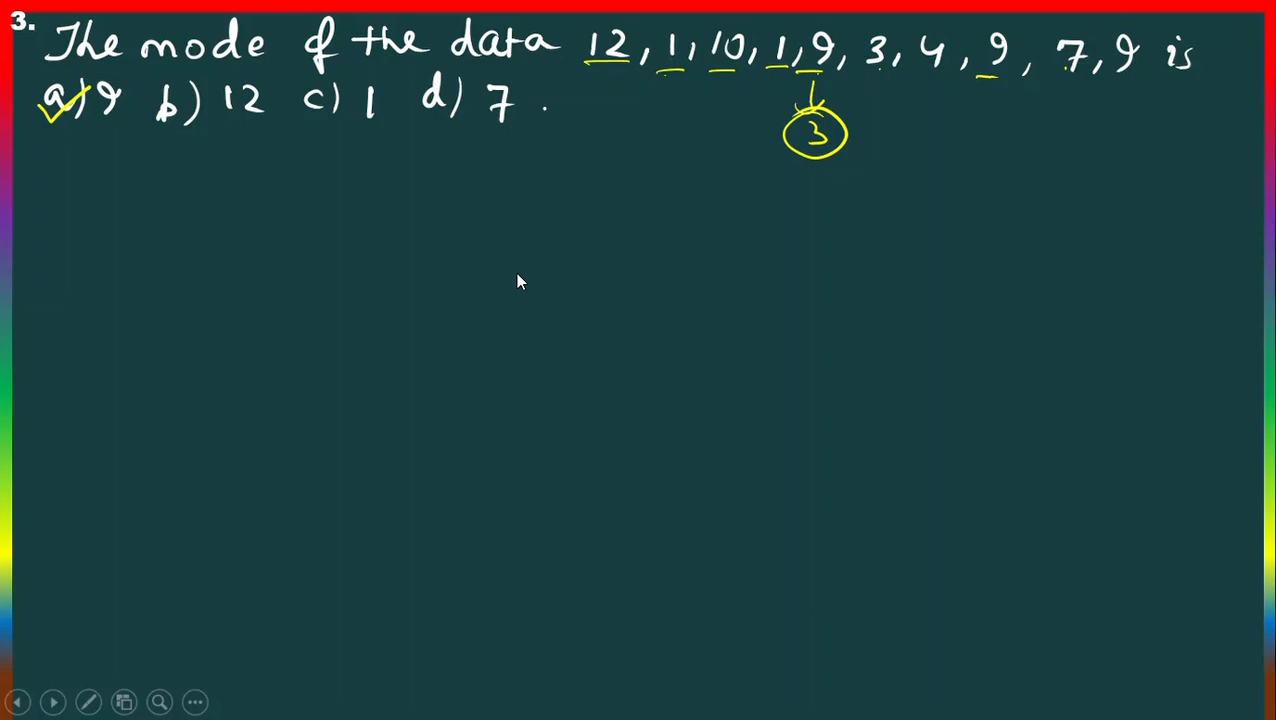 3. The mode of the data 12, 1, 10, 1, 9, 3, 4, 9, 7, 9 is
a) 9 b) 12 c) 1 d) 7 .
3